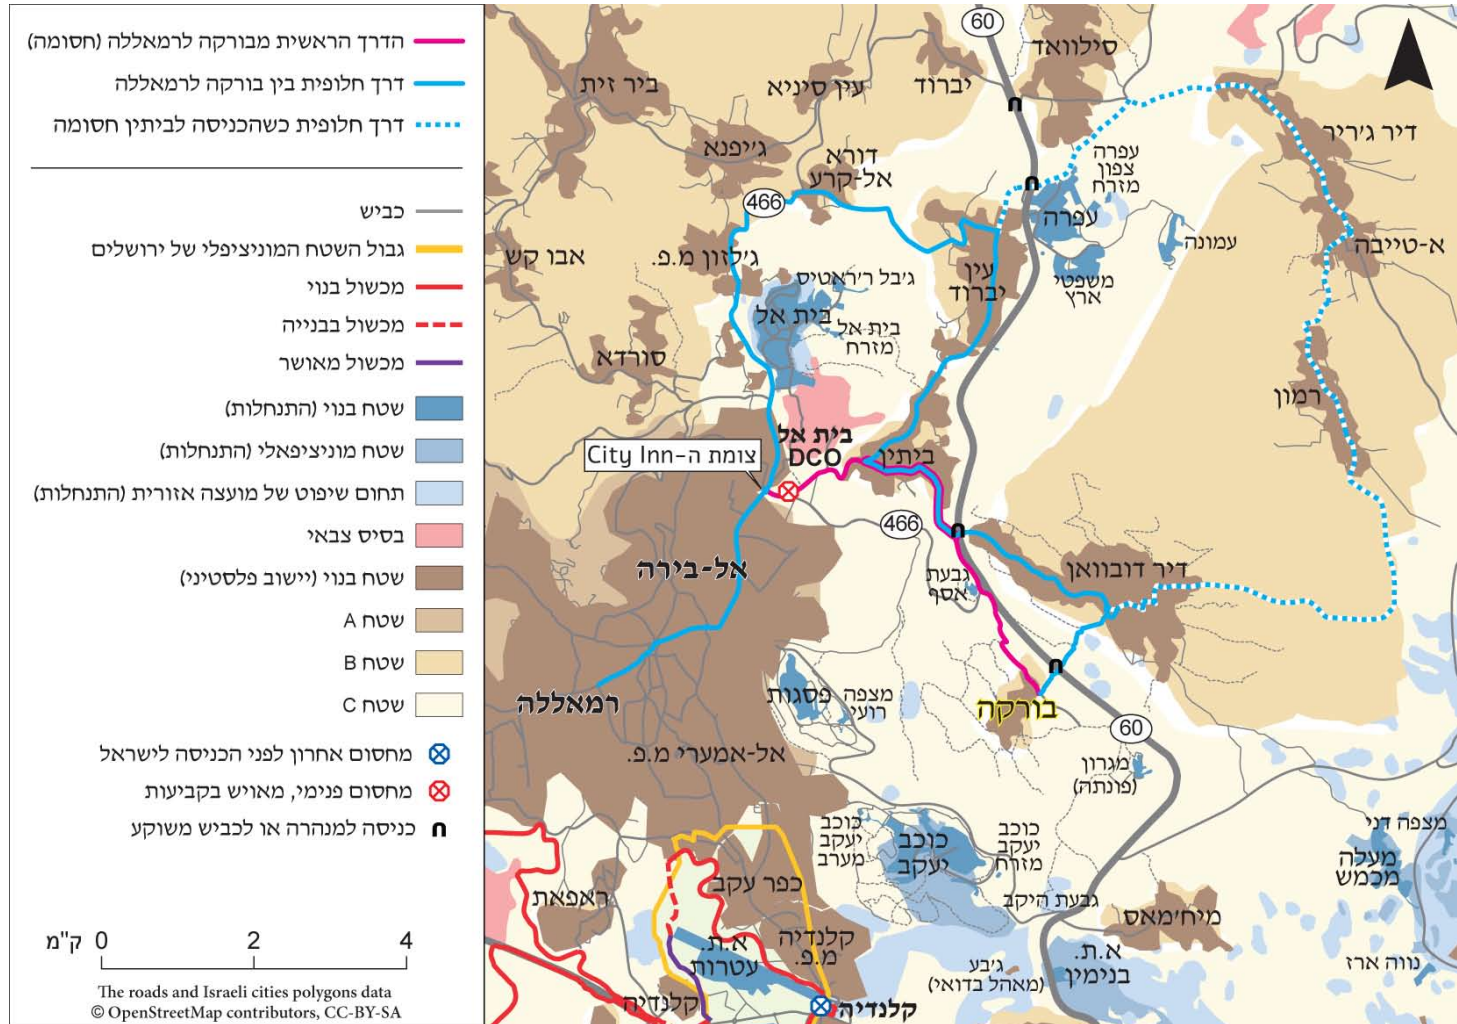 הדרך הראשית מבורקה לרמאללה (חסומה)
דרך חלופית בין בורקה לרמאללה
דרך חלופית כשהכניסה לביתין חסומה
כביש
גבול השטח המוניציפלי של ירושלים
מכשול בנוי
מכשול בבנייה
מכשול מאושר
שטח בנוי (התנחלות)
שטח מוניציפאלי (התנחלות)
תחום שיפוט של מועצה אזורית (התנחלות)
בסיס צבאי
שטח בנוי (יישוב פלסטיני)
שטח A
שטח B
שטח C
מחסום אחרון לפני הכניסה לישראל
מחסום פנימי, מאויש בקביעות
כניסה למנהרה או לכביש משוקע
0 2 4 ק"מ
The roads and Israeli cities polygons data
© OpenStreetMap contributors, CC-BY-SA
60
סילוואד
יברוד
עין סיניא
ביר זית
דיר ג'ריר
ג'יפנא
דורא
אל-קרע
עפרה
צפון
מזרח
466
עפרה
עמונה
א-טייבה
אבו קש
ג'לזון מ.פ.
ג'בל ר'ראטיס
עין
יברוד
משפטי
ארץ
בית אל
בית אל
מזרח
סורדא
רמון
בית אל
DCO
צומת ה-City Inn
ביתין
466
אל-בירה
גבעת
אסף
דיר דובוואן
רמאללה
פסגות
מצפה
רועי
בורקה
60
אל-אמערי מ.פ.
מגרון
(פונתה)
כוכב
יעקב
מערב
כוכב
יעקב
כוכב
יעקב
מזרח
מצפה דני
מעלה
מכמש
כפר עקב
ראפאת
גבעת היקב
מיח'מאס
קלנדיה
מ.פ.
א.ת.
עטרות
א.ת.
בנימין
ג'בע
(מאהל בדואי)
נווה ארז
קלנדיה
קלנדיה